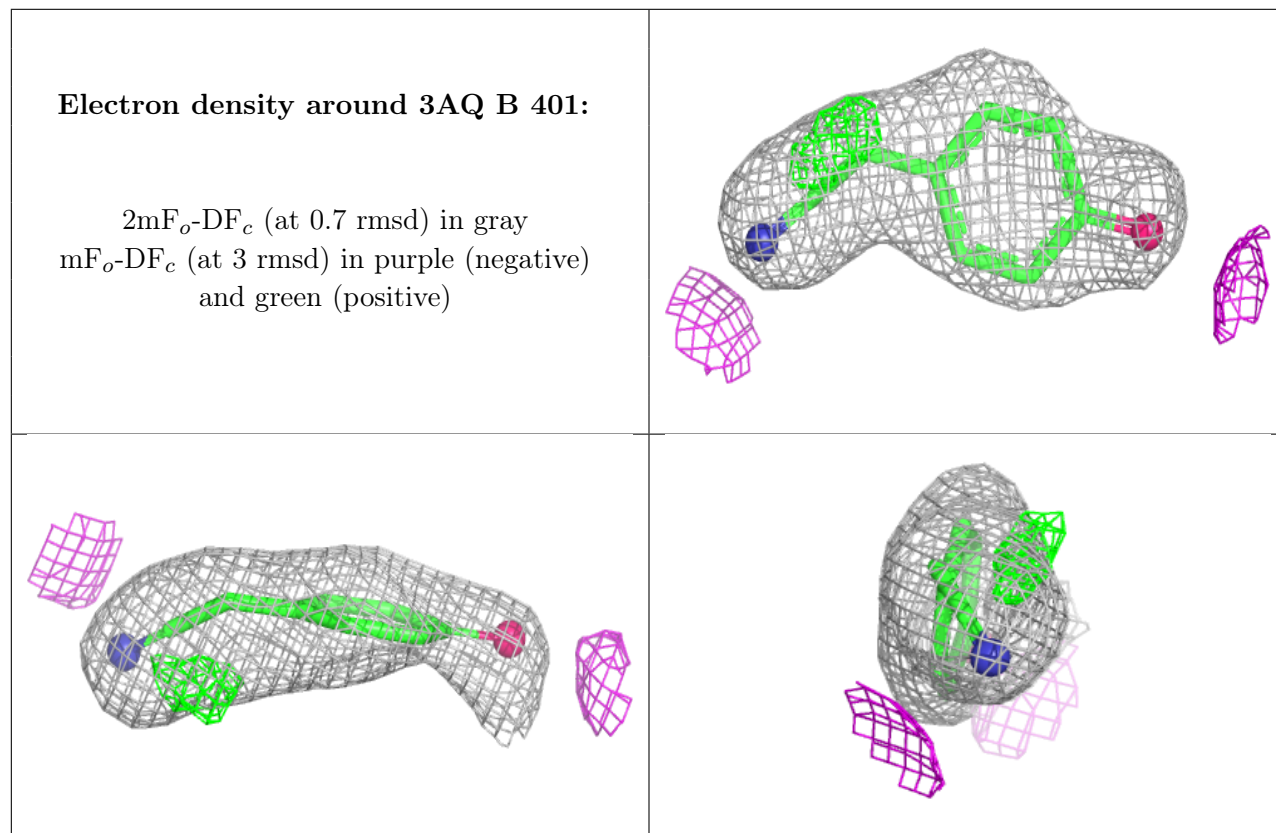 Electron density around 3AQ B 401:
2mFo-DFc (at 0.7 rmsd) in gray
mFo-DFc (at 3 rmsd) in purple (negative)
and green (positive)